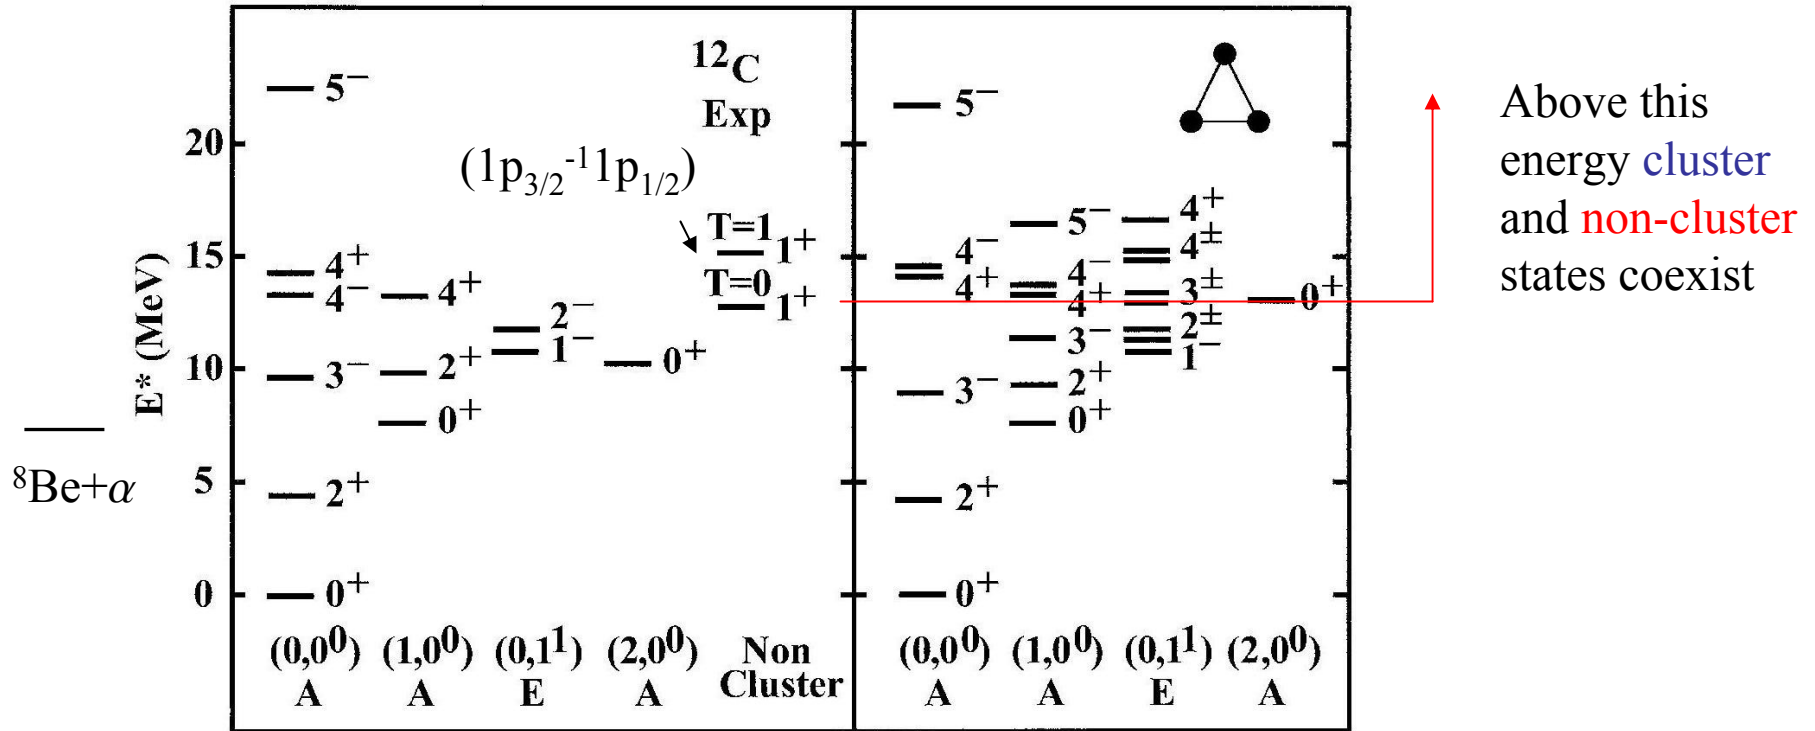 ¹²C
Exp
(1p₃/₂⁻¹1p₁/₂)
E* (MeV)
20
15
10
5
0
⁸Be+α
5⁻
4⁺
4⁻
3⁻
2⁺
0⁺
4⁺
2⁺
0⁺
2⁻
1⁻
0⁺
T=1
1⁺
T=0
1⁺
(0,0⁰) (1,0⁰) (0,1¹) (2,0⁰) Non
A A E A Cluster
5⁻
4⁻
4⁺
3⁻
2⁺
0⁺
5⁻
4⁻
4⁺
3⁻
2⁺
0⁺
4⁺
4±
3±
2±
1⁻
0⁺
(0,0⁰) (1,0⁰) (0,1¹) (2,0⁰)
A A E A
Above this
energy cluster
and non-cluster
states coexist